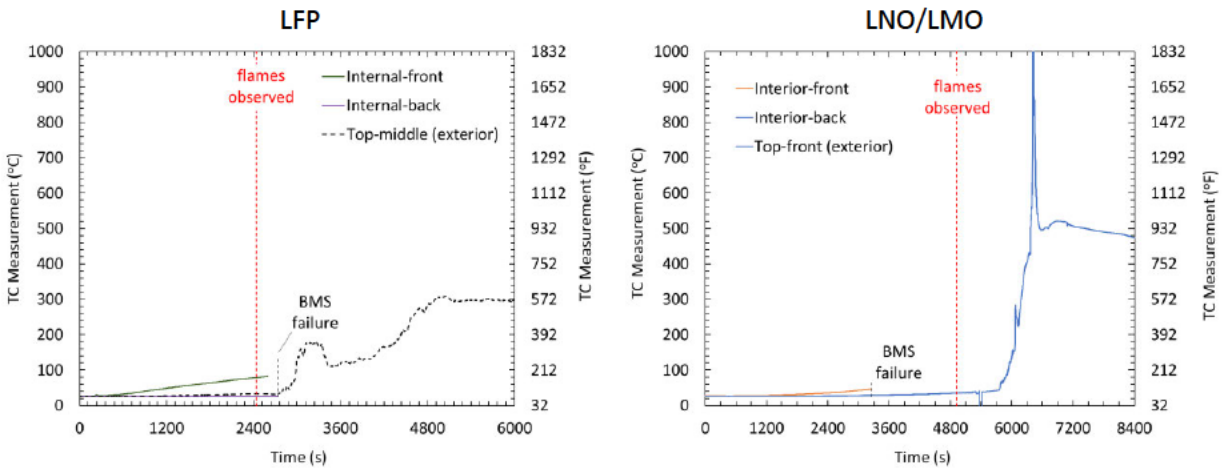 LFP
1000
900
800
700
600
500
400
300
200
100
0
TC Measurement (°C)
1832
1652
1472
1292
1112
932
752
572
392
212
32
TC Measurement (°F)
flames
observed
Internal-front
Internal-back
Top-middle (exterior)
BMS
failure
0
1200
2400
3600
4800
6000
Time (s)
LNO/LMO
1000
900
800
700
600
500
400
300
200
100
0
TC Measurement (°C)
1832
1652
1472
1292
1112
932
752
572
392
212
32
TC Measurement (°F)
Interior-front
Interior-back
Top-front (exterior)
flames
observed
BMS
failure
0
1200
2400
3600
4800
6000
7200
8400
Time (s)